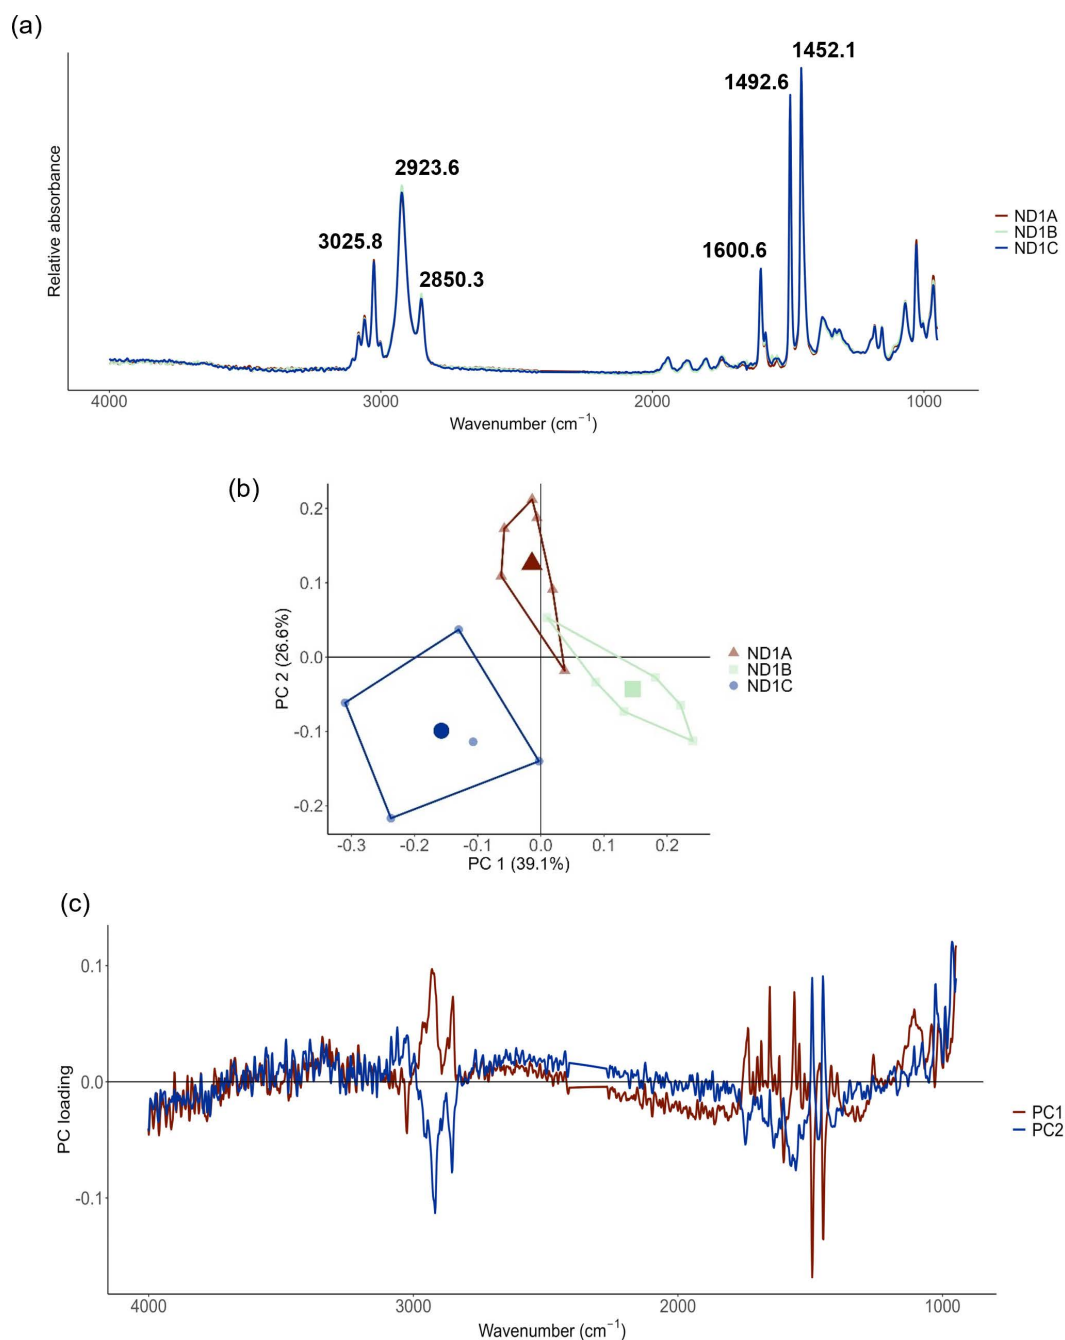 (a)
1452.1
1492.6
2923.6
3025.8
2850.3
1600.6
Relative absorbance
ND1A
ND1B
ND1C
4000
3000
2000
1000
Wavenumber (cm⁻¹)
(b)
0.2
0.1
0.0
-0.1
-0.2
PC 2 (26.6%)
ND1A
ND1B
ND1C
-0.3
-0.2
-0.1
0.0
0.1
0.2
PC 1 (39.1%)
(c)
0.1
0.0
-0.1
PC loading
PC1
PC2
4000
3000
2000
1000
Wavenumber (cm⁻¹)